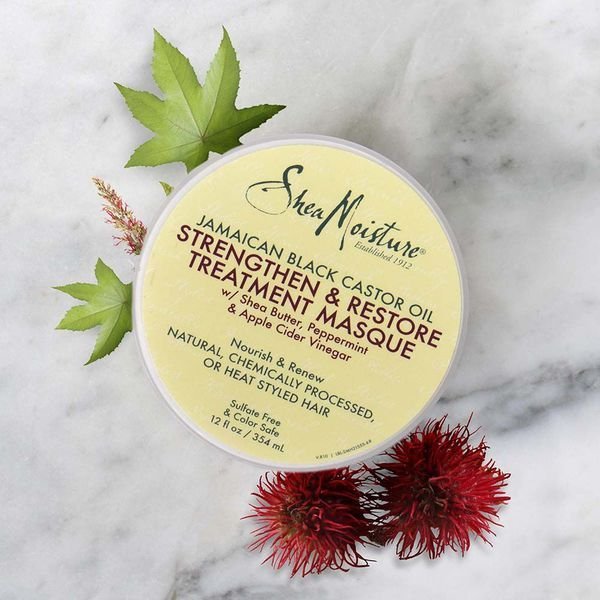 SheaMoisture®
Established 1912
JAMAICAN BLACK CASTOR OIL
STRENGTHEN & RESTORE
TREATMENT MASQUE
w/ Shea Butter, Peppermint
& Apple Cider Vinegar
Nourish & Renew
NATURAL, CHEMICALLY PROCESSED,
OR HEAT STYLED HAIR
Sulfate Free
& Color Safe
12 fl oz / 354 mL